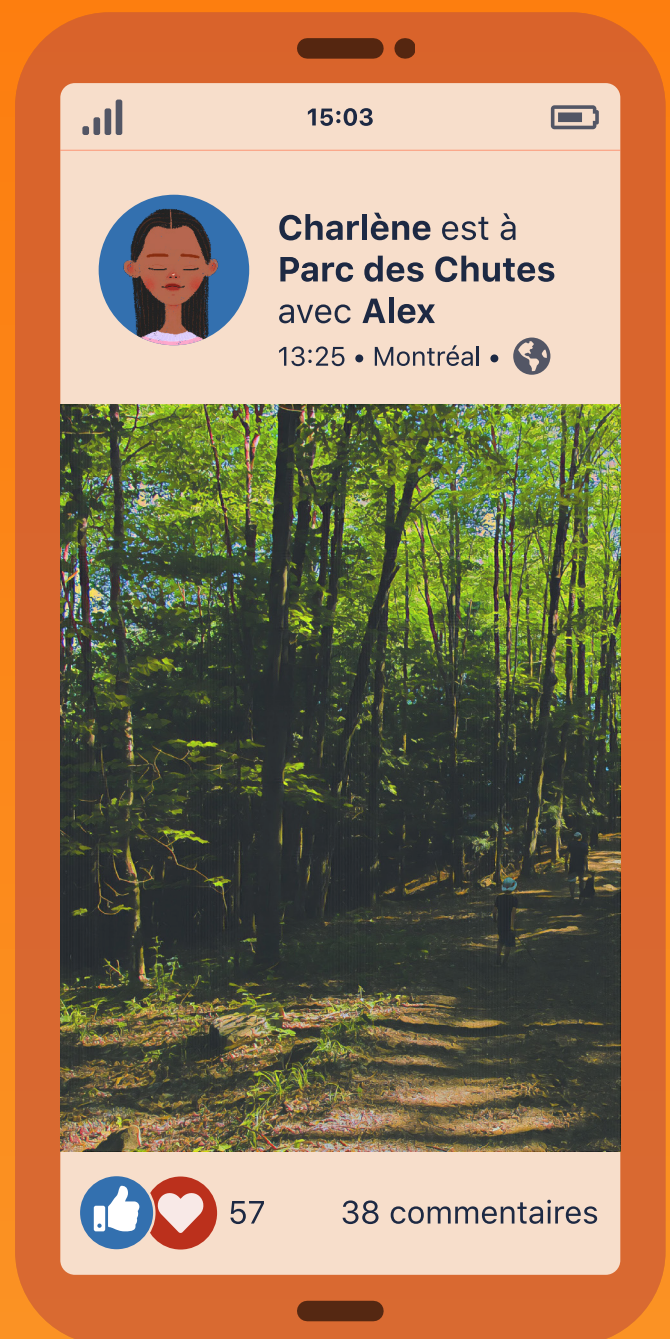 15:03
Charlène est à
Parc des Chutes
avec Alex
13:25 • Montréal •
57
38 commentaires